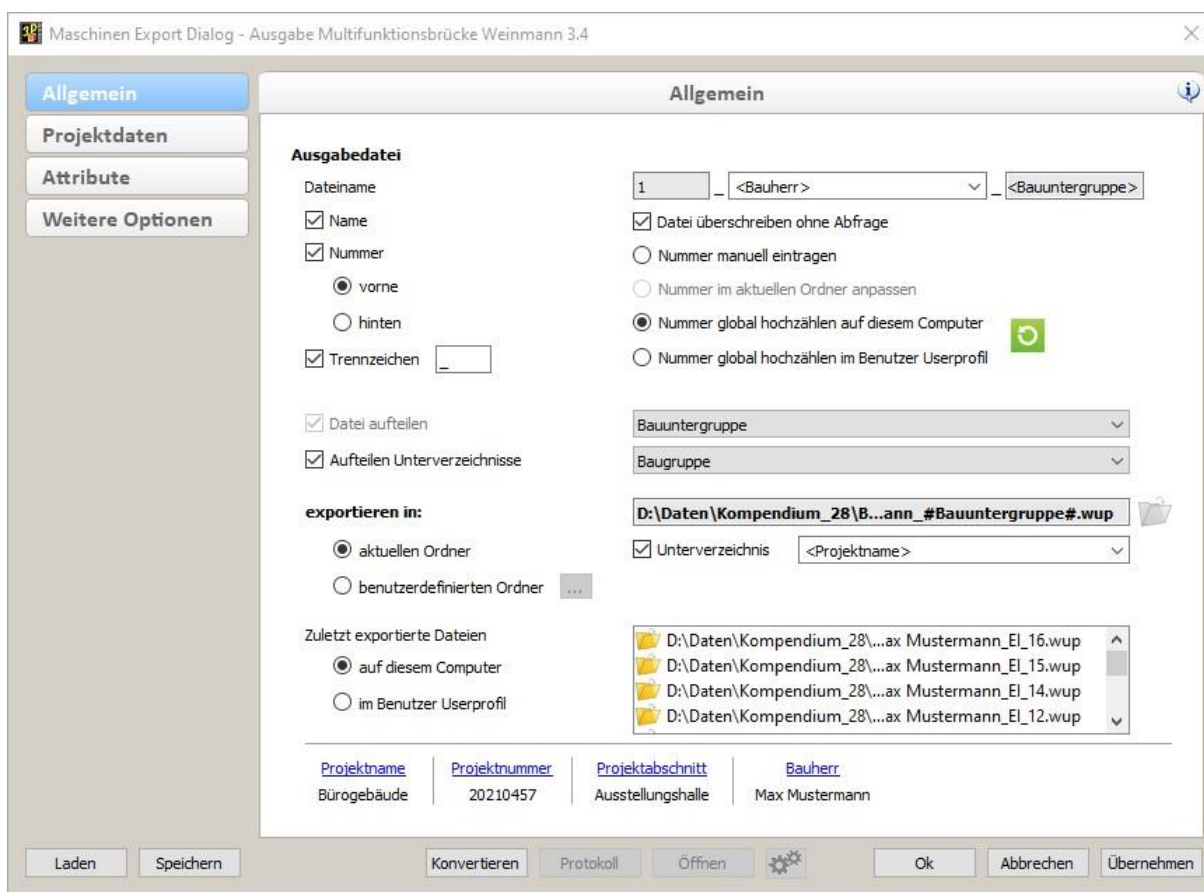 Maschinen Export Dialog - Ausgabe Multifunktionsbrücke Weinmann 3.4
Allgemein
Projektdaten
Attribute
Weitere Optionen
Allgemein
Ausgabedatei
Dateiname 1 _ <Bauherr> _ <Bauuntergruppe>
Name Datei überschreiben ohne Abfrage
Nummer Nummer manuell eintragen
vorne Nummer im aktuellen Ordner anpassen
hinten Nummer global hochzählen auf diesem Computer
Trennzeichen _ Nummer global hochzählen im Benutzer Userprofil
Datei aufteilen Bauuntergruppe
Aufteilen Unterverzeichnisse Baugruppe
exportieren in: D:\Daten\Kompendium_28\B...ann_#Bauuntergruppe#.wup
aktuellen Ordner Unterverzeichnis <Projektname>
benutzerdefinierten Ordner ...
Zuletzt exportierte Dateien D:\Daten\Kompendium_28\...ax Mustermann_El_16.wup
auf diesem Computer D:\Daten\Kompendium_28\...ax Mustermann_El_15.wup
D:\Daten\Kompendium_28\...ax Mustermann_El_14.wup
im Benutzer Userprofil D:\Daten\Kompendium_28\...ax Mustermann_El_12.wup
Projektname Projektnummer Projektabschnitt Bauherr
Bürogebäude 20210457 Ausstellungshalle Max Mustermann
Laden Speichern Konvertieren Protokoll Öffnen Ok Abbrechen Übernehmen